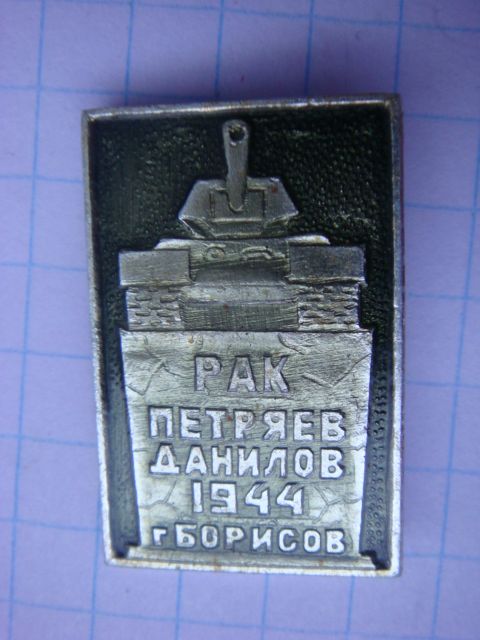 РАК
ПЕТРЯЕВ
ДАНИЛОВ
1944
г БОРИСОВ